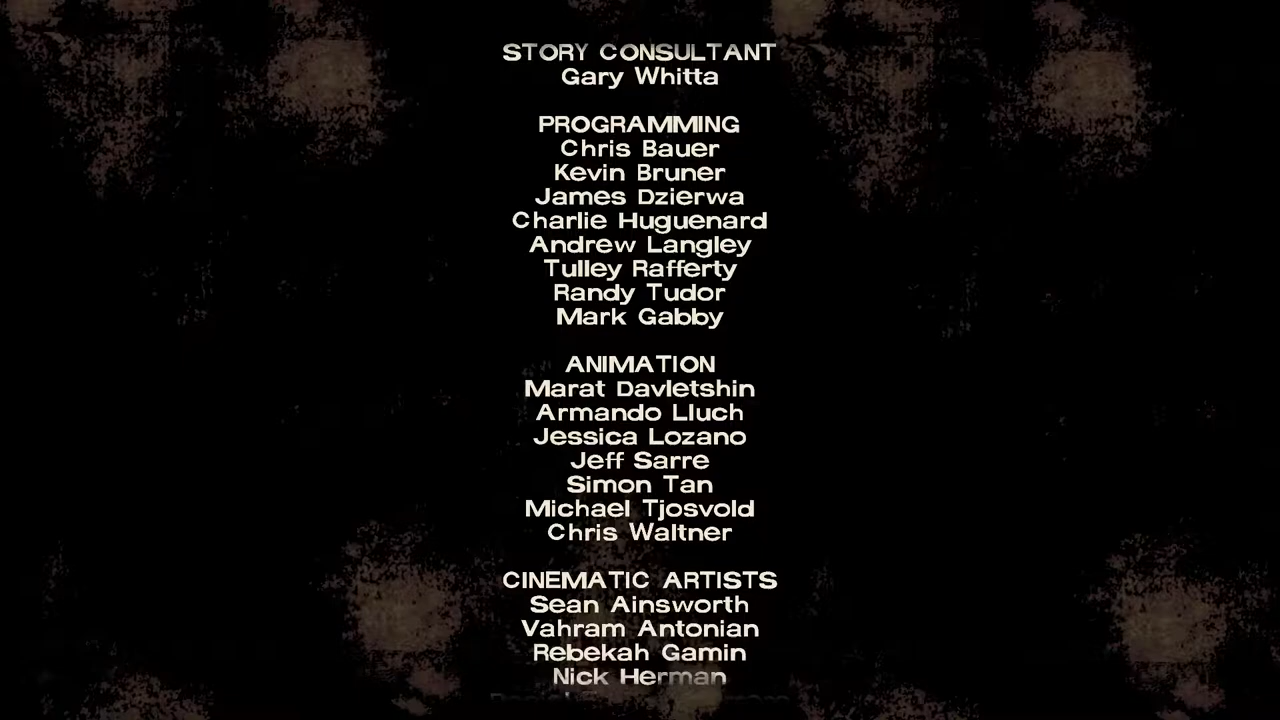 STORY CONSULTANT
Gary Whitta
PROGRAMMING
Chris Bauer
Kevin Bruner
James Dzierwa
Charlie Huguenard
Andrew Langley
Tulley Rafferty
Randy Tudor
Mark Gabby
ANIMATION
Marat Davletshin
Armando Lluch
Jessica Lozano
Jeff Sarre
Simon Tan
Michael Tjosvold
Chris Waltner
CINEMATIC ARTISTS
Sean Ainsworth
Vahram Antonian
Rebekah Gamin
Nick Herman